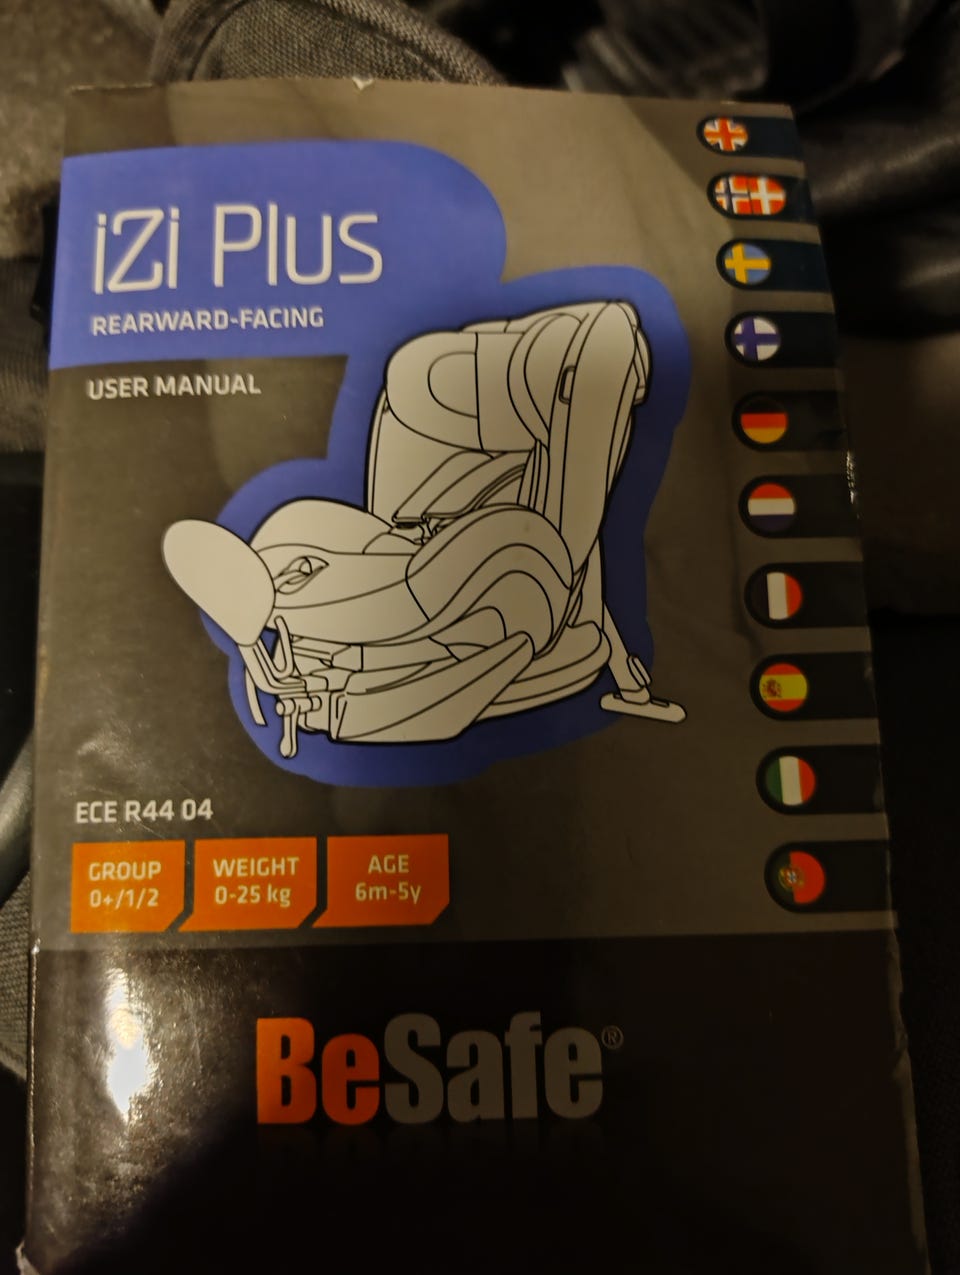 iZi Plus
REARWARD-FACING
USER MANUAL
ECE R44 04
GROUP
0+/1/2
WEIGHT
0-25 kg
AGE
6m-5y
BeSafe®